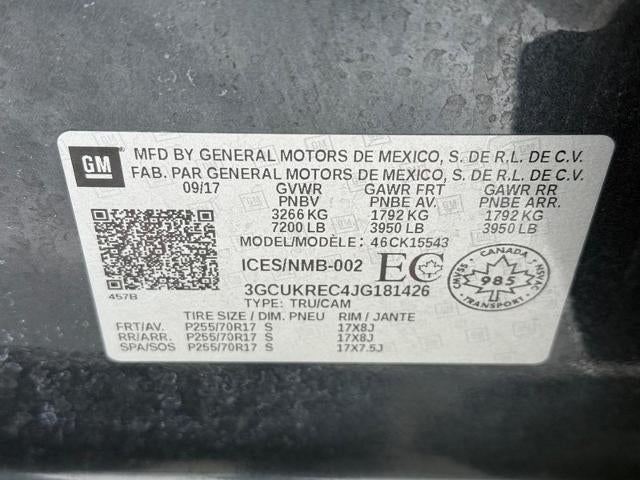 GM
MFD BY GENERAL MOTORS DE MEXICO, S. DE R.L. DE C.V.
FAB. PAR GENERAL MOTORS DE MEXICO, S. DE R.L. DE C.V.
09/17 GVWR GAWR FRT GAWR RR
PNBV PNBE AV. PNBE ARR.
3266 KG 1792 KG 1792 KG
7200 LB 3950 LB 3950 LB
MODEL/MODÈLE: 46CK15543
ICES/NMB-002 EC
CANADA
CMVSS 985 NSVAC
TRANSPORT
457B
3GCUKREC4JG181426
TYPE: TRU/CAM
TIRE SIZE / DIM. PNEU RIM / JANTE
FRT/AV. P255/70R17 S 17X8J
RR/ARR. P255/70R17 S 17X8J
SPA/SOS P255/70R17 S 17X7.5J